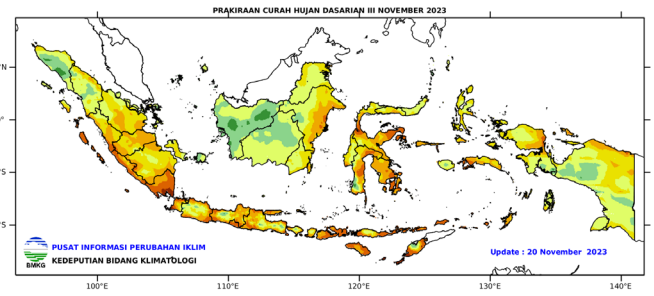 PRAKIRAAN CURAH HUJAN DASARIAN III NOVEMBER 2023
°N
°
°S
°S
PUSAT INFORMASI PERUBAHAN IKLIM
KEDEPUTIAN BIDANG KLIMATOLOGI
BMKG
Update : 20 November 2023
100°E
110°E
120°E
130°E
140°E